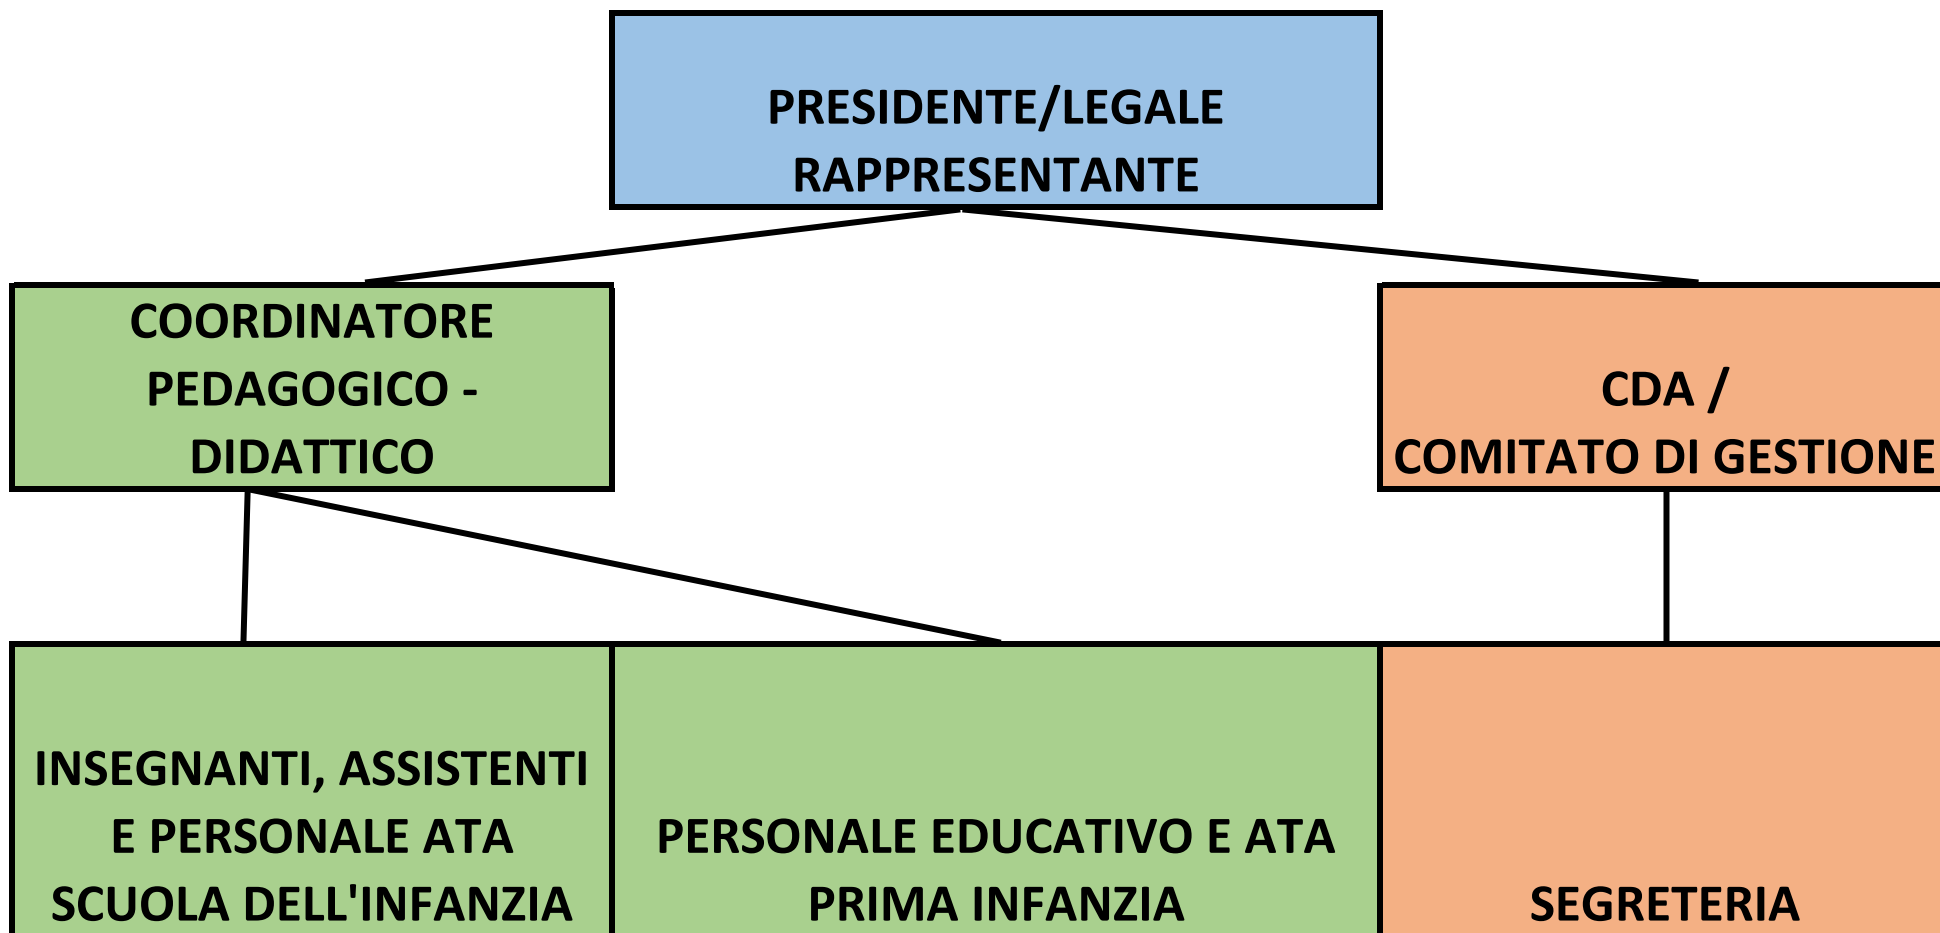 PRESIDENTE/LEGALE
RAPPRESENTANTE
COORDINATORE
PEDAGOGICO -
DIDATTICO
CDA /
COMITATO DI GESTIONE
INSEGNANTI, ASSISTENTI
E PERSONALE ATA
SCUOLA DELL'INFANZIA
PERSONALE EDUCATIVO E ATA
PRIMA INFANZIA
SEGRETERIA